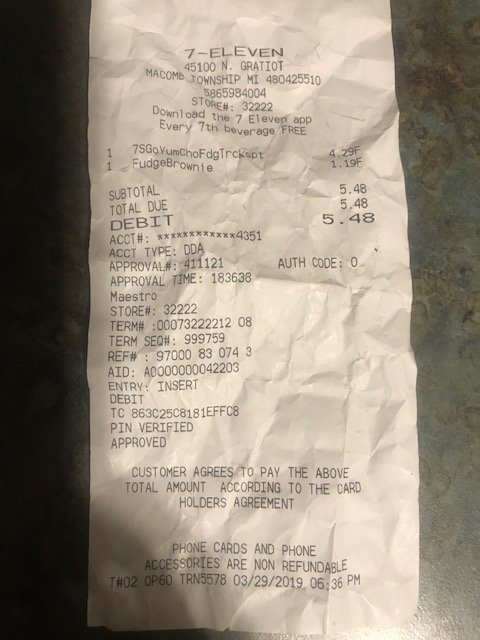 7-ELEVEN
45100 N. GRATIOT
MACOMB TOWNSHIP MI 480425510
5865984004
STORE#: 32222
Download the 7 Eleven app
Every 7th beverage FREE
1 7SGoYumChoFdgTrckspt 4.29F
1 FudgeBrownie 1.19F
SUBTOTAL 5.48
TOTAL DUE 5.48
DEBIT 5.48
ACCT#: ************4351
ACCT TYPE: DDA
APPROVAL#: 411121 AUTH CODE: 0
APPROVAL TIME: 183638
Maestro
STORE#: 32222
TERM# :00073222212 08
TERM SEQ#: 999759
REF# : 97000 83 074 3
AID: A0000000042203
ENTRY: INSERT
DEBIT
TC 863C25C8181EFFC8
PIN VERIFIED
APPROVED
CUSTOMER AGREES TO PAY THE ABOVE
TOTAL AMOUNT ACCORDING TO THE CARD
HOLDERS AGREEMENT
PHONE CARDS AND PHONE
ACCESSORIES ARE NON REFUNDABLE
T#02 OP60 TRN5578 03/29/2019 06:36 PM